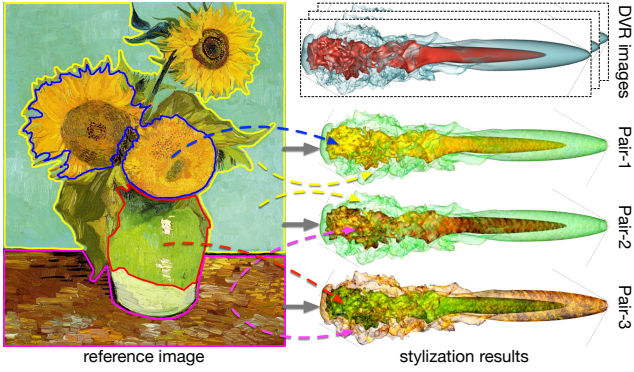 DVR images
Pair-1
Pair-2
Pair-3
reference image
stylization results